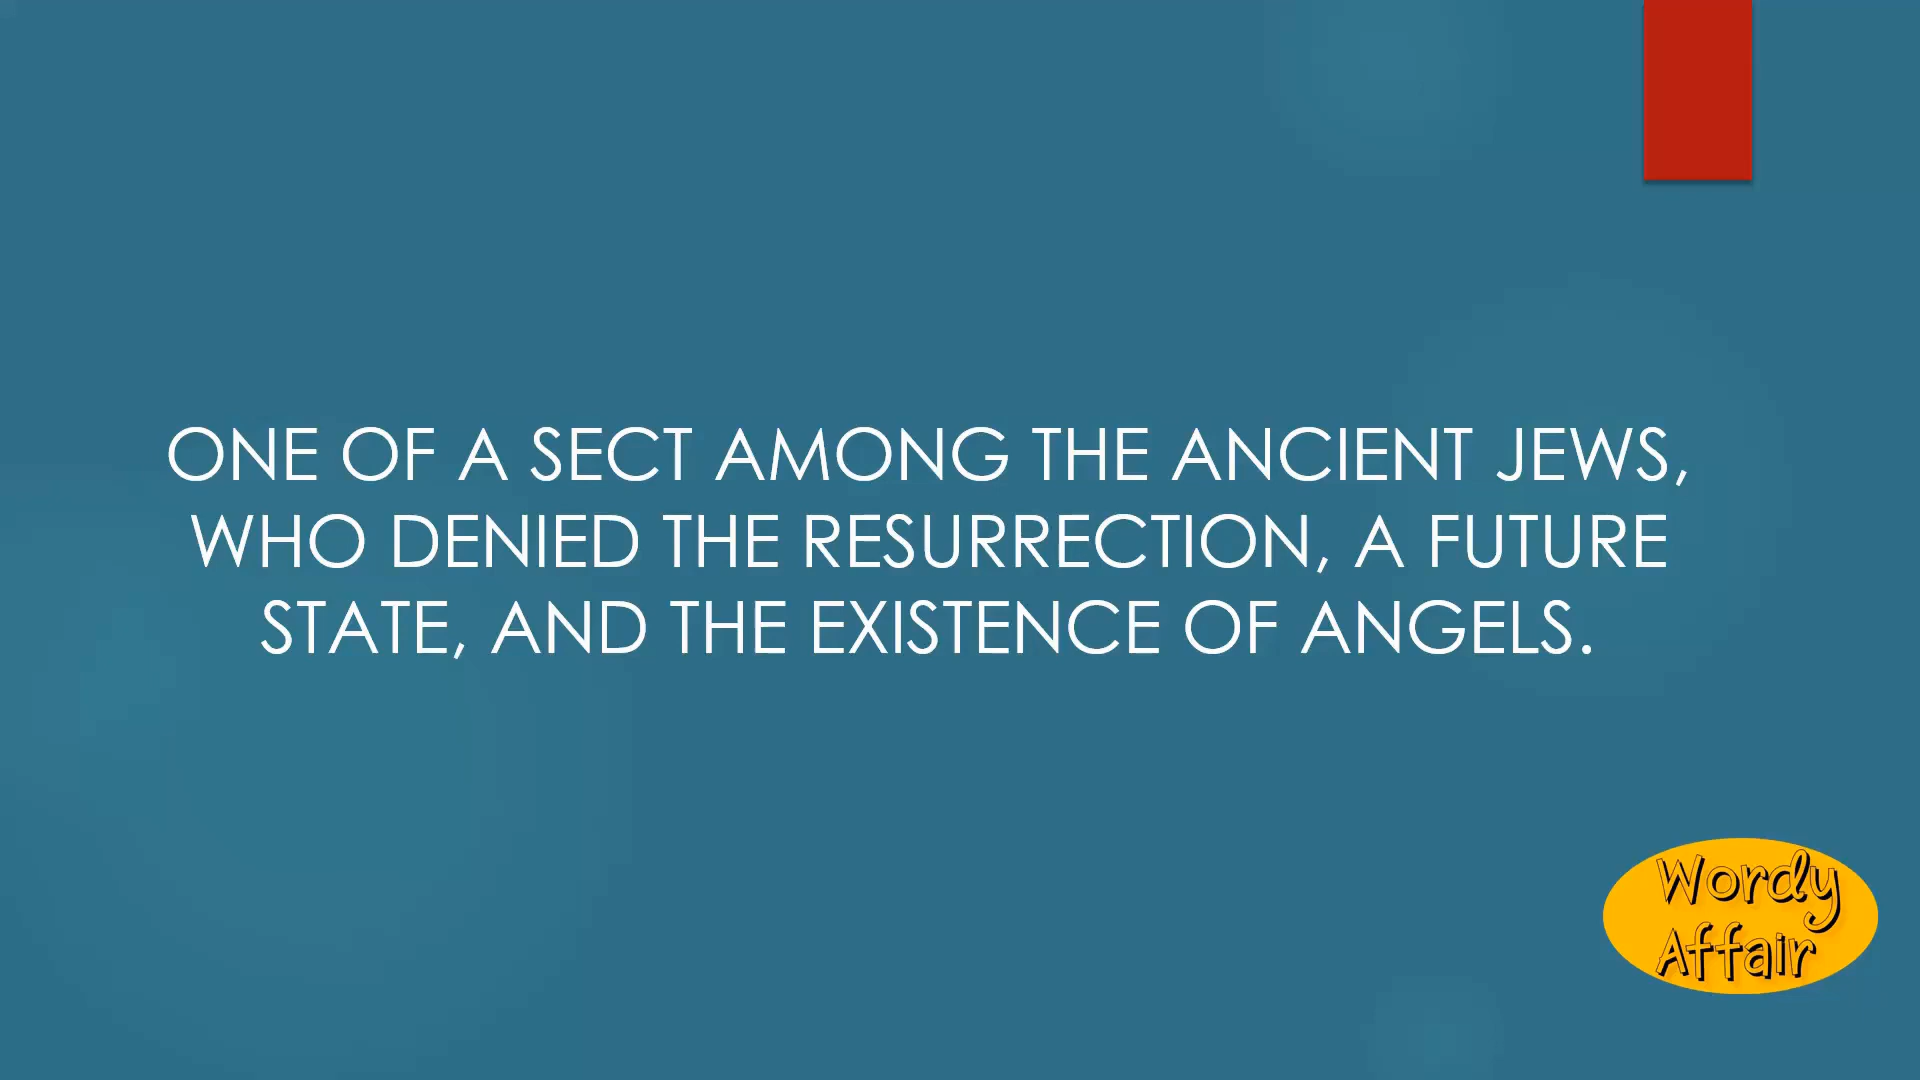 ONE OF A SECT AMONG THE ANCIENT JEWS,
WHO DENIED THE RESURRECTION, A FUTURE
STATE, AND THE EXISTENCE OF ANGELS.
Wordy
Affair